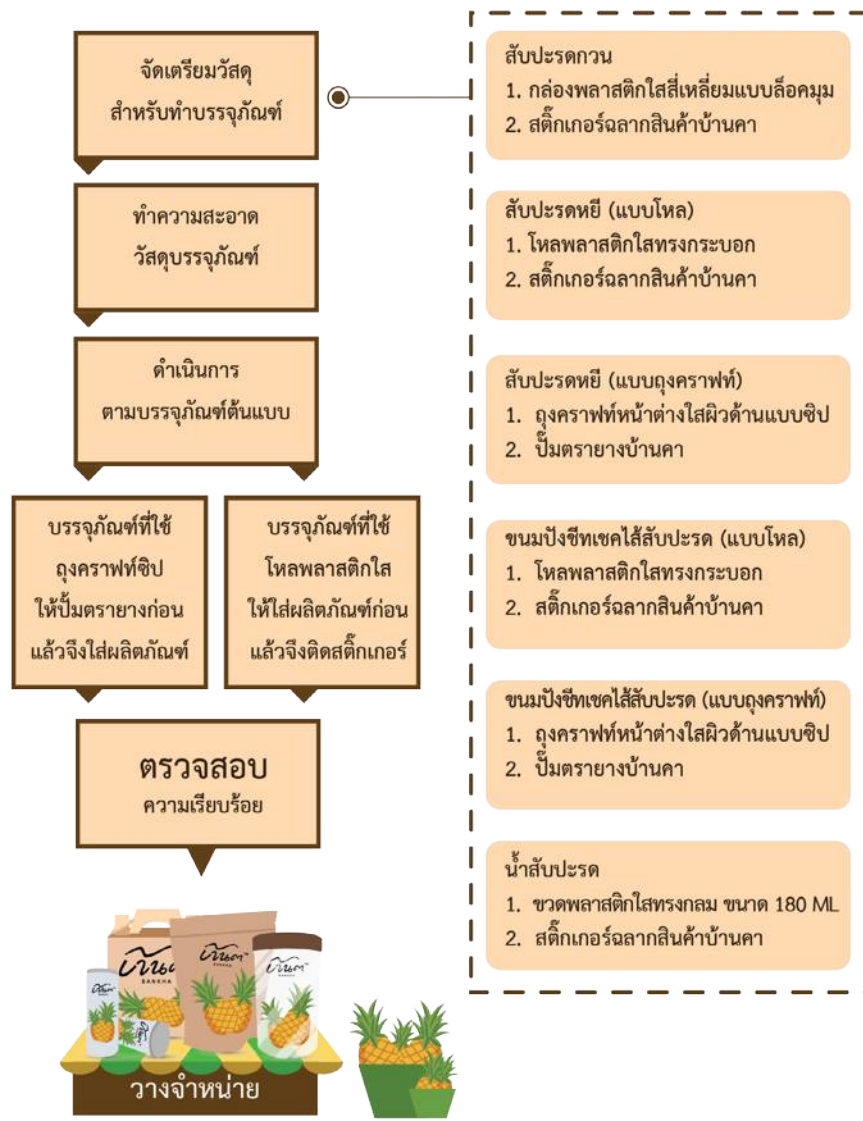 จัดเตรียมวัสดุ
สำหรับทำบรรจุภัณฑ์
ทำความสะอาด
วัสดุบรรจุภัณฑ์
ดำเนินการ
ตามบรรจุภัณฑ์ต้นแบบ
บรรจุภัณฑ์ที่ใช้
ถุงคราฟท์ซิป
ให้ปั้มตรายางก่อน
แล้วจึงใส่ผลิตภัณฑ์
บรรจุภัณฑ์ที่ใช้
โหลพลาสติกใส
ให้ใส่ผลิตภัณฑ์ก่อน
แล้วจึงติดสติ๊กเกอร์
ตรวจสอบ
ความเรียบร้อย
บ้านคา
BANKHA
บ้านคา
บ้านคา
บ้านคา
วางจำหน่าย
สับปะรดกวน
1. กล่องพลาสติกใสสี่เหลี่ยมแบบล็อคมุม
2. สติ๊กเกอร์ฉลากสินค้าบ้านคา
สับปะรดหยี (แบบโหล)
1. โหลพลาสติกใสทรงกระบอก
2. สติ๊กเกอร์ฉลากสินค้าบ้านคา
สับปะรดหยี (แบบถุงคราฟท์)
1. ถุงคราฟท์หน้าต่างใสผิวด้านแบบซิป
2. ปั๊มตรายางบ้านคา
ขนมปังชีทเชคไส้สับปะรด (แบบโหล)
1. โหลพลาสติกใสทรงกระบอก
2. สติ๊กเกอร์ฉลากสินค้าบ้านคา
ขนมปังชีทเชคไส้สับปะรด (แบบถุงคราฟท์)
1. ถุงคราฟท์หน้าต่างใสผิวด้านแบบซิป
2. ปั๊มตรายางบ้านคา
น้ำสับปะรด
1. ขวดพลาสติกใสทรงกลม ขนาด 180 ML
2. สติ๊กเกอร์ฉลากสินค้าบ้านคา